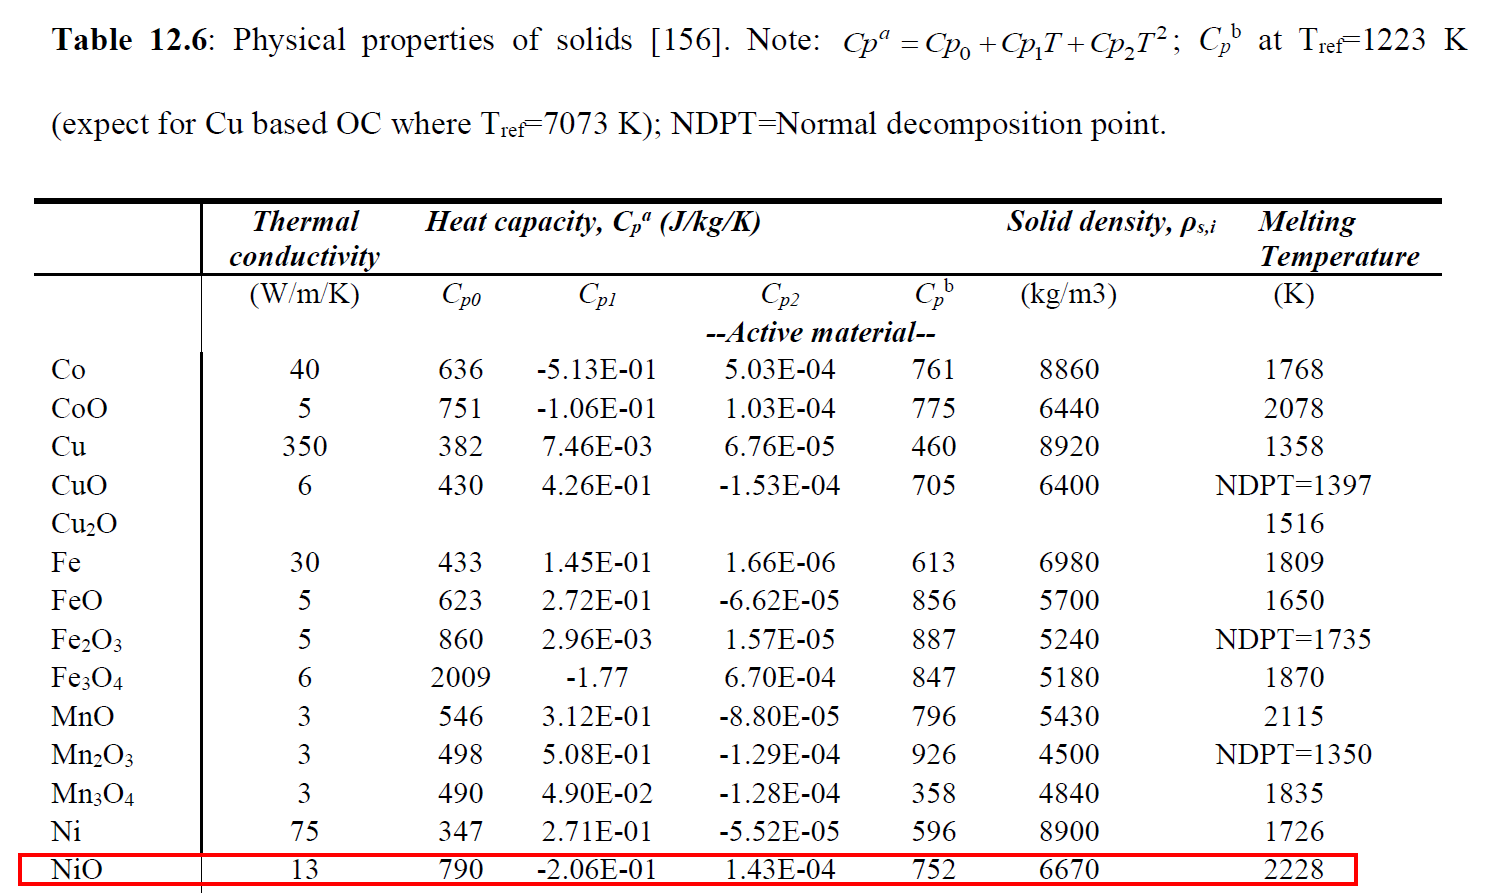 Table 12.6: Physical properties of solids [156]. Note: Cpᵃ = Cp₀ + Cp₁T + Cp₂T²; Cₚᵇ at Tref=1223 K
(expect for Cu based OC where Tref=7073 K); NDPT=Normal decomposition point.
Thermal Heat capacity, Cₚᵃ (J/kg/K) Solid density, ρs,i Melting
conductivity Temperature
(W/m/K) Cp0 Cp1 Cp2 Cₚᵇ (kg/m3) (K)
--Active material--
Co 40 636 -5.13E-01 5.03E-04 761 8860 1768
CoO 5 751 -1.06E-01 1.03E-04 775 6440 2078
Cu 350 382 7.46E-03 6.76E-05 460 8920 1358
CuO 6 430 4.26E-01 -1.53E-04 705 6400 NDPT=1397
Cu₂O 1516
Fe 30 433 1.45E-01 1.66E-06 613 6980 1809
FeO 5 623 2.72E-01 -6.62E-05 856 5700 1650
Fe₂O₃ 5 860 2.96E-03 1.57E-05 887 5240 NDPT=1735
Fe₃O₄ 6 2009 -1.77 6.70E-04 847 5180 1870
MnO 3 546 3.12E-01 -8.80E-05 796 5430 2115
Mn₂O₃ 3 498 5.08E-01 -1.29E-04 926 4500 NDPT=1350
Mn₃O₄ 3 490 4.90E-02 -1.28E-04 358 4840 1835
Ni 75 347 2.71E-01 -5.52E-05 596 8900 1726
NiO 13 790 -2.06E-01 1.43E-04 752 6670 2228